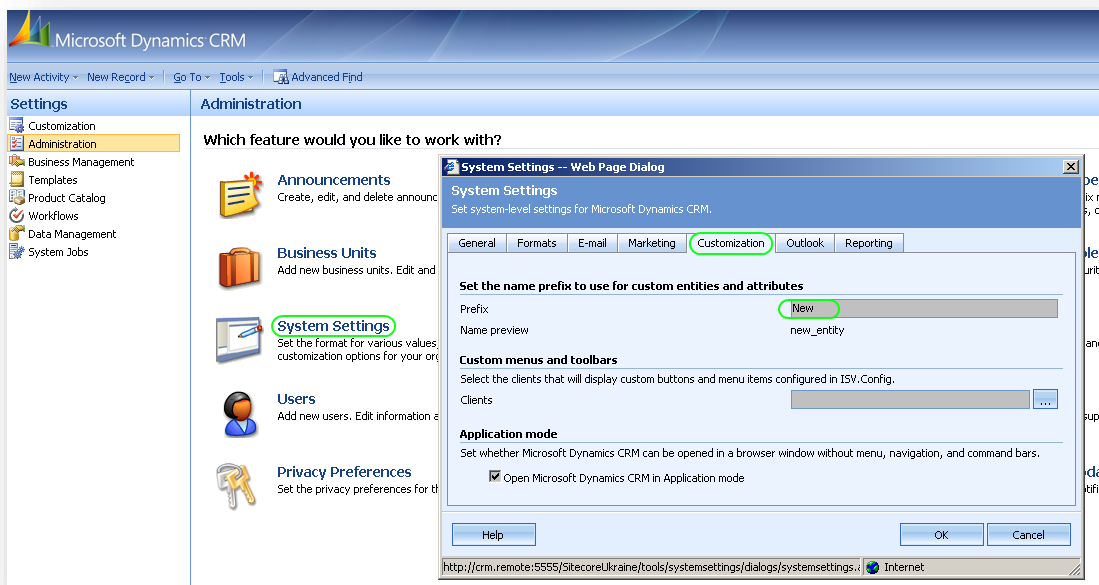 Microsoft Dynamics CRM
New Activity New Record Go To Tools Advanced Find
Settings
Customization
Administration
Business Management
Templates
Product Catalog
Workflows
Data Management
System Jobs
Administration
Which feature would you like to work with?
Announcements
Create, edit, and delete announc
Business Units
Add new business units. Edit and
System Settings
Set the format for various values,
customization options for your org
Users
Add new users. Edit information a
Privacy Preferences
Set the privacy preferences for th
System Settings -- Web Page Dialog
System Settings
Set system-level settings for Microsoft Dynamics CRM.
General Formats E-mail Marketing Customization Outlook Reporting
Set the name prefix to use for custom entities and attributes
Prefix New
Name preview new_entity
Custom menus and toolbars
Select the clients that will display custom buttons and menu items configured in ISV.Config.
Clients ...
Application mode
Set whether Microsoft Dynamics CRM can be opened in a browser window without menu, navigation, and command bars.
Open Microsoft Dynamics CRM in Application mode
Help OK Cancel
http://crm.remote:5555/SitecoreUkraine/tools/systemsettings/dialogs/systemsettings.a Internet